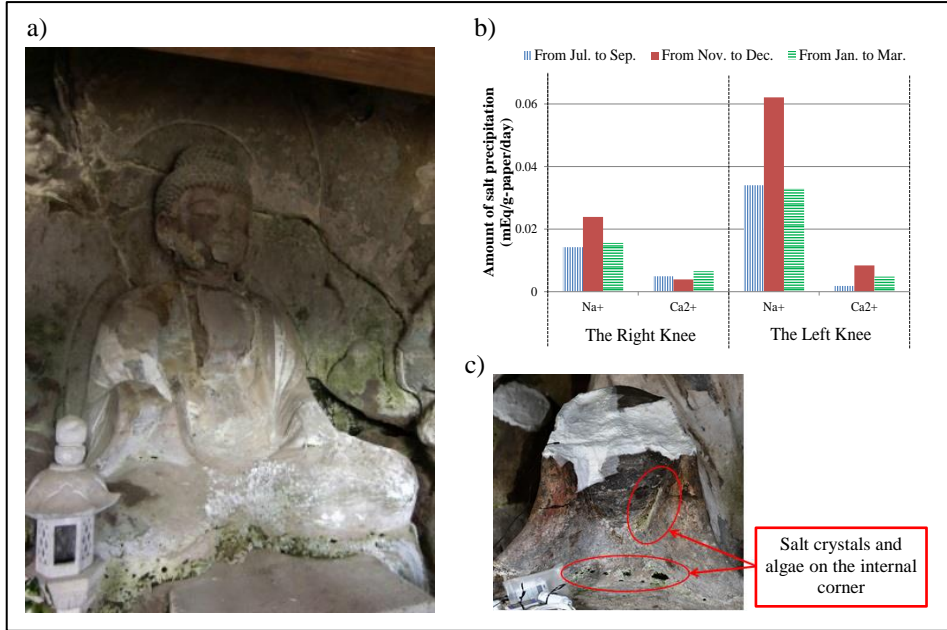 a)
b)
From Jul. to Sep.
From Nov. to Dec.
From Jan. to Mar.
Amount of salt precipitation
(mEq/g-paper/day)
0.06
0.04
0.02
0
Na+
Ca2+
Na+
Ca2+
The Right Knee
The Left Knee
c)
Salt crystals and
algae on the internal
corner